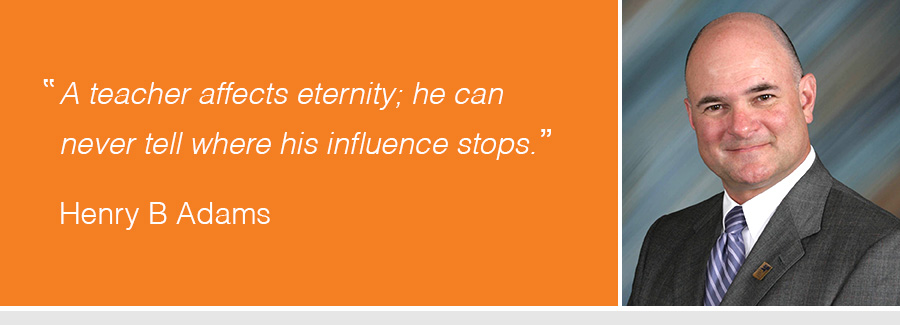 “ A teacher affects eternity; he can
never tell where his influence stops.”
Henry B Adams